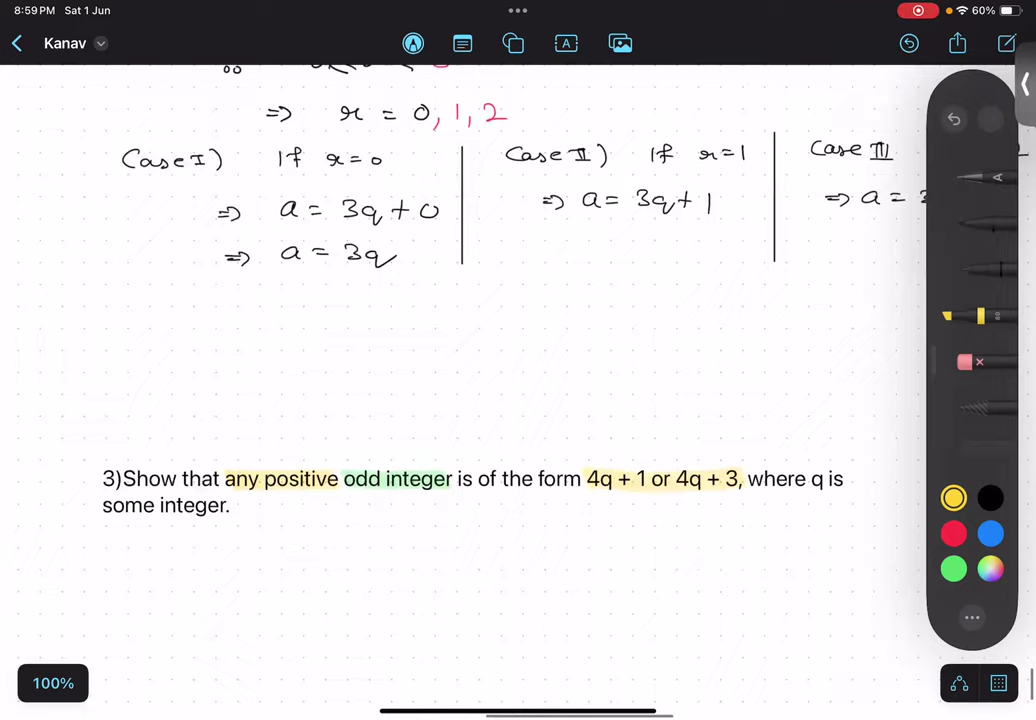 8:59 PM Sat 1 Jun
60%
Kanav
A
⇒ r = 0, 1, 2
Case I) If r = 0
⇒ a = 3q + 0
⇒ a = 3q
Case II) If r = 1
⇒ a = 3q + 1
Case III
⇒ a =
A
80
3)Show that any positive odd integer is of the form 4q + 1 or 4q + 3, where q is
some integer.
100%